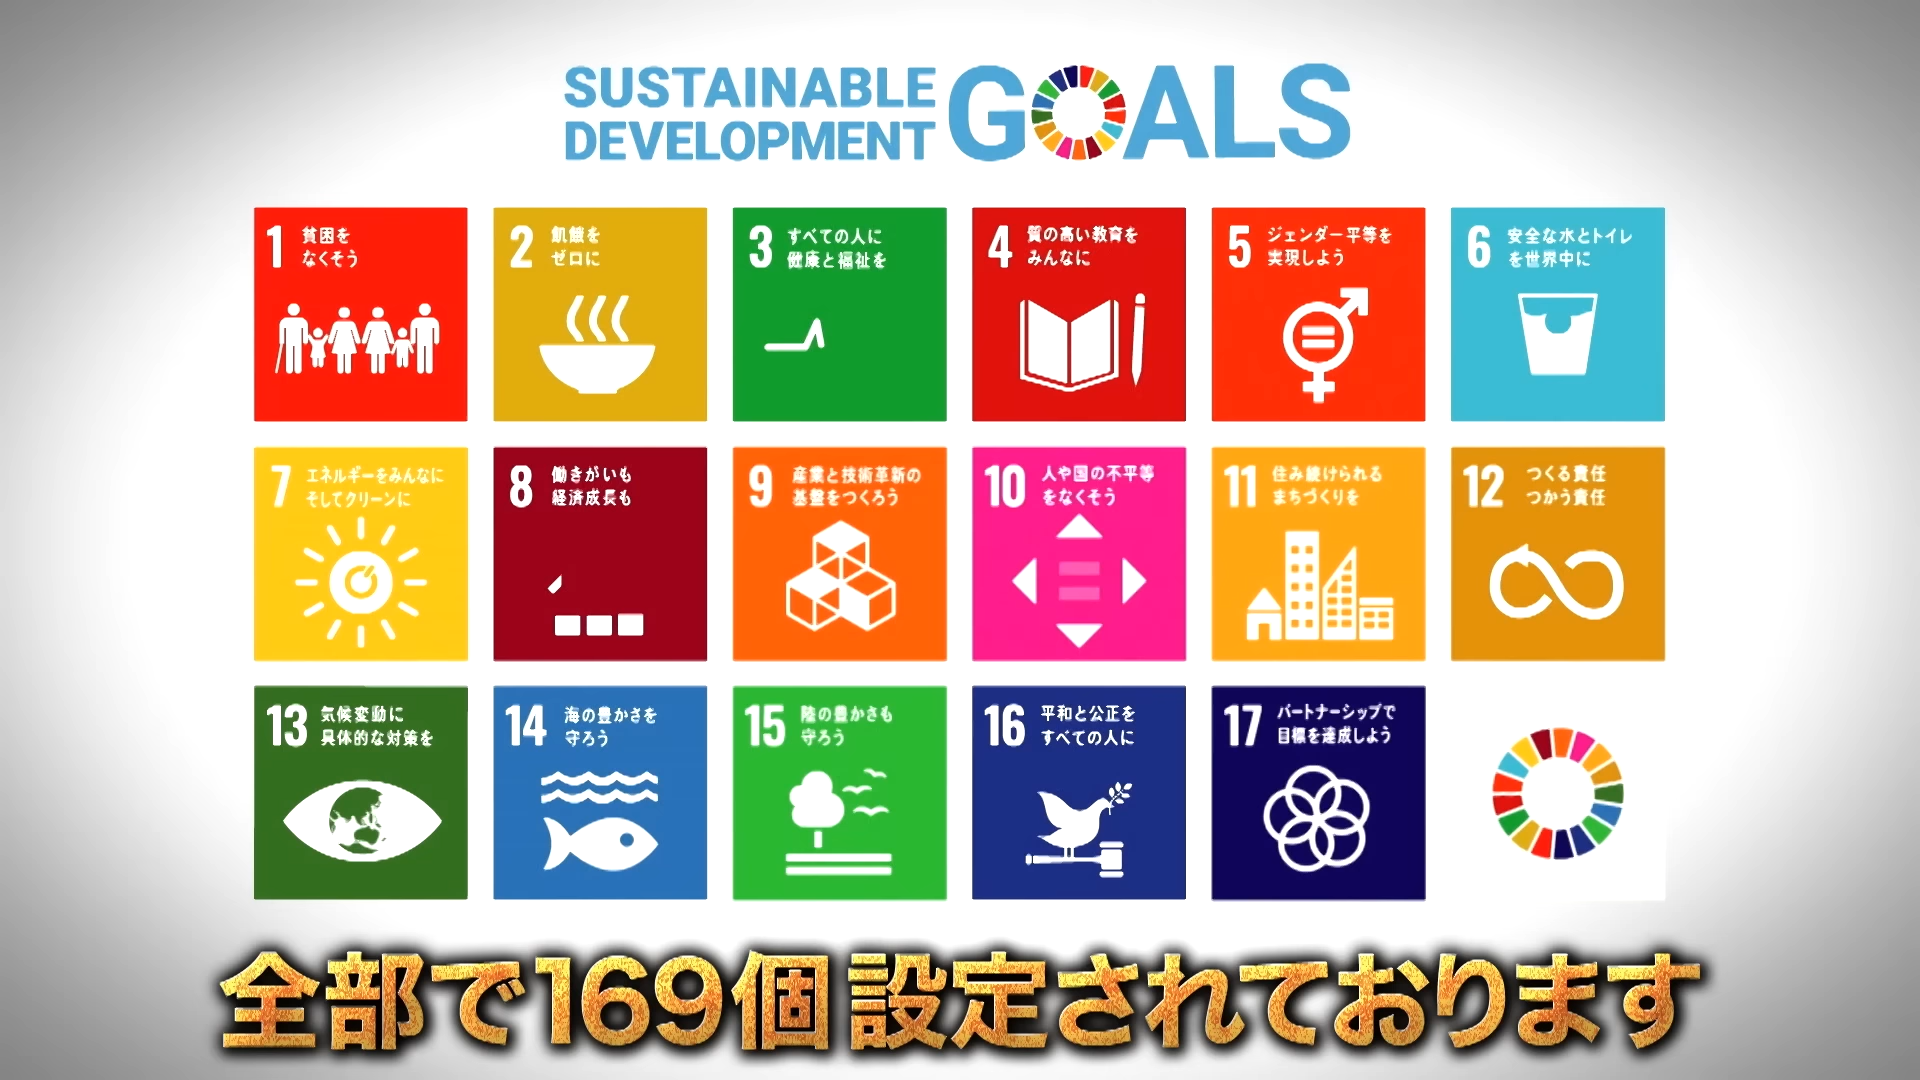 SUSTAINABLE
DEVELOPMENT
GOALS
1 貧困を
なくそう
2 飢餓を
ゼロに
3 すべての人に
健康と福祉を
4 質の高い教育を
みんなに
5 ジェンダー平等を
実現しよう
6 安全な水とトイレ
を世界中に
7 エネルギーをみんなに
そしてクリーンに
8 働きがいも
経済成長も
9 産業と技術革新の
基盤をつくろう
10 人や国の不平等
をなくそう
11 住み続けられる
まちづくりを
12 つくる責任
つかう責任
13 気候変動に
具体的な対策を
14 海の豊かさを
守ろう
15 陸の豊かさも
守ろう
16 平和と公正を
すべての人に
17 パートナーシップで
目標を達成しよう
全部で169個 設定されております